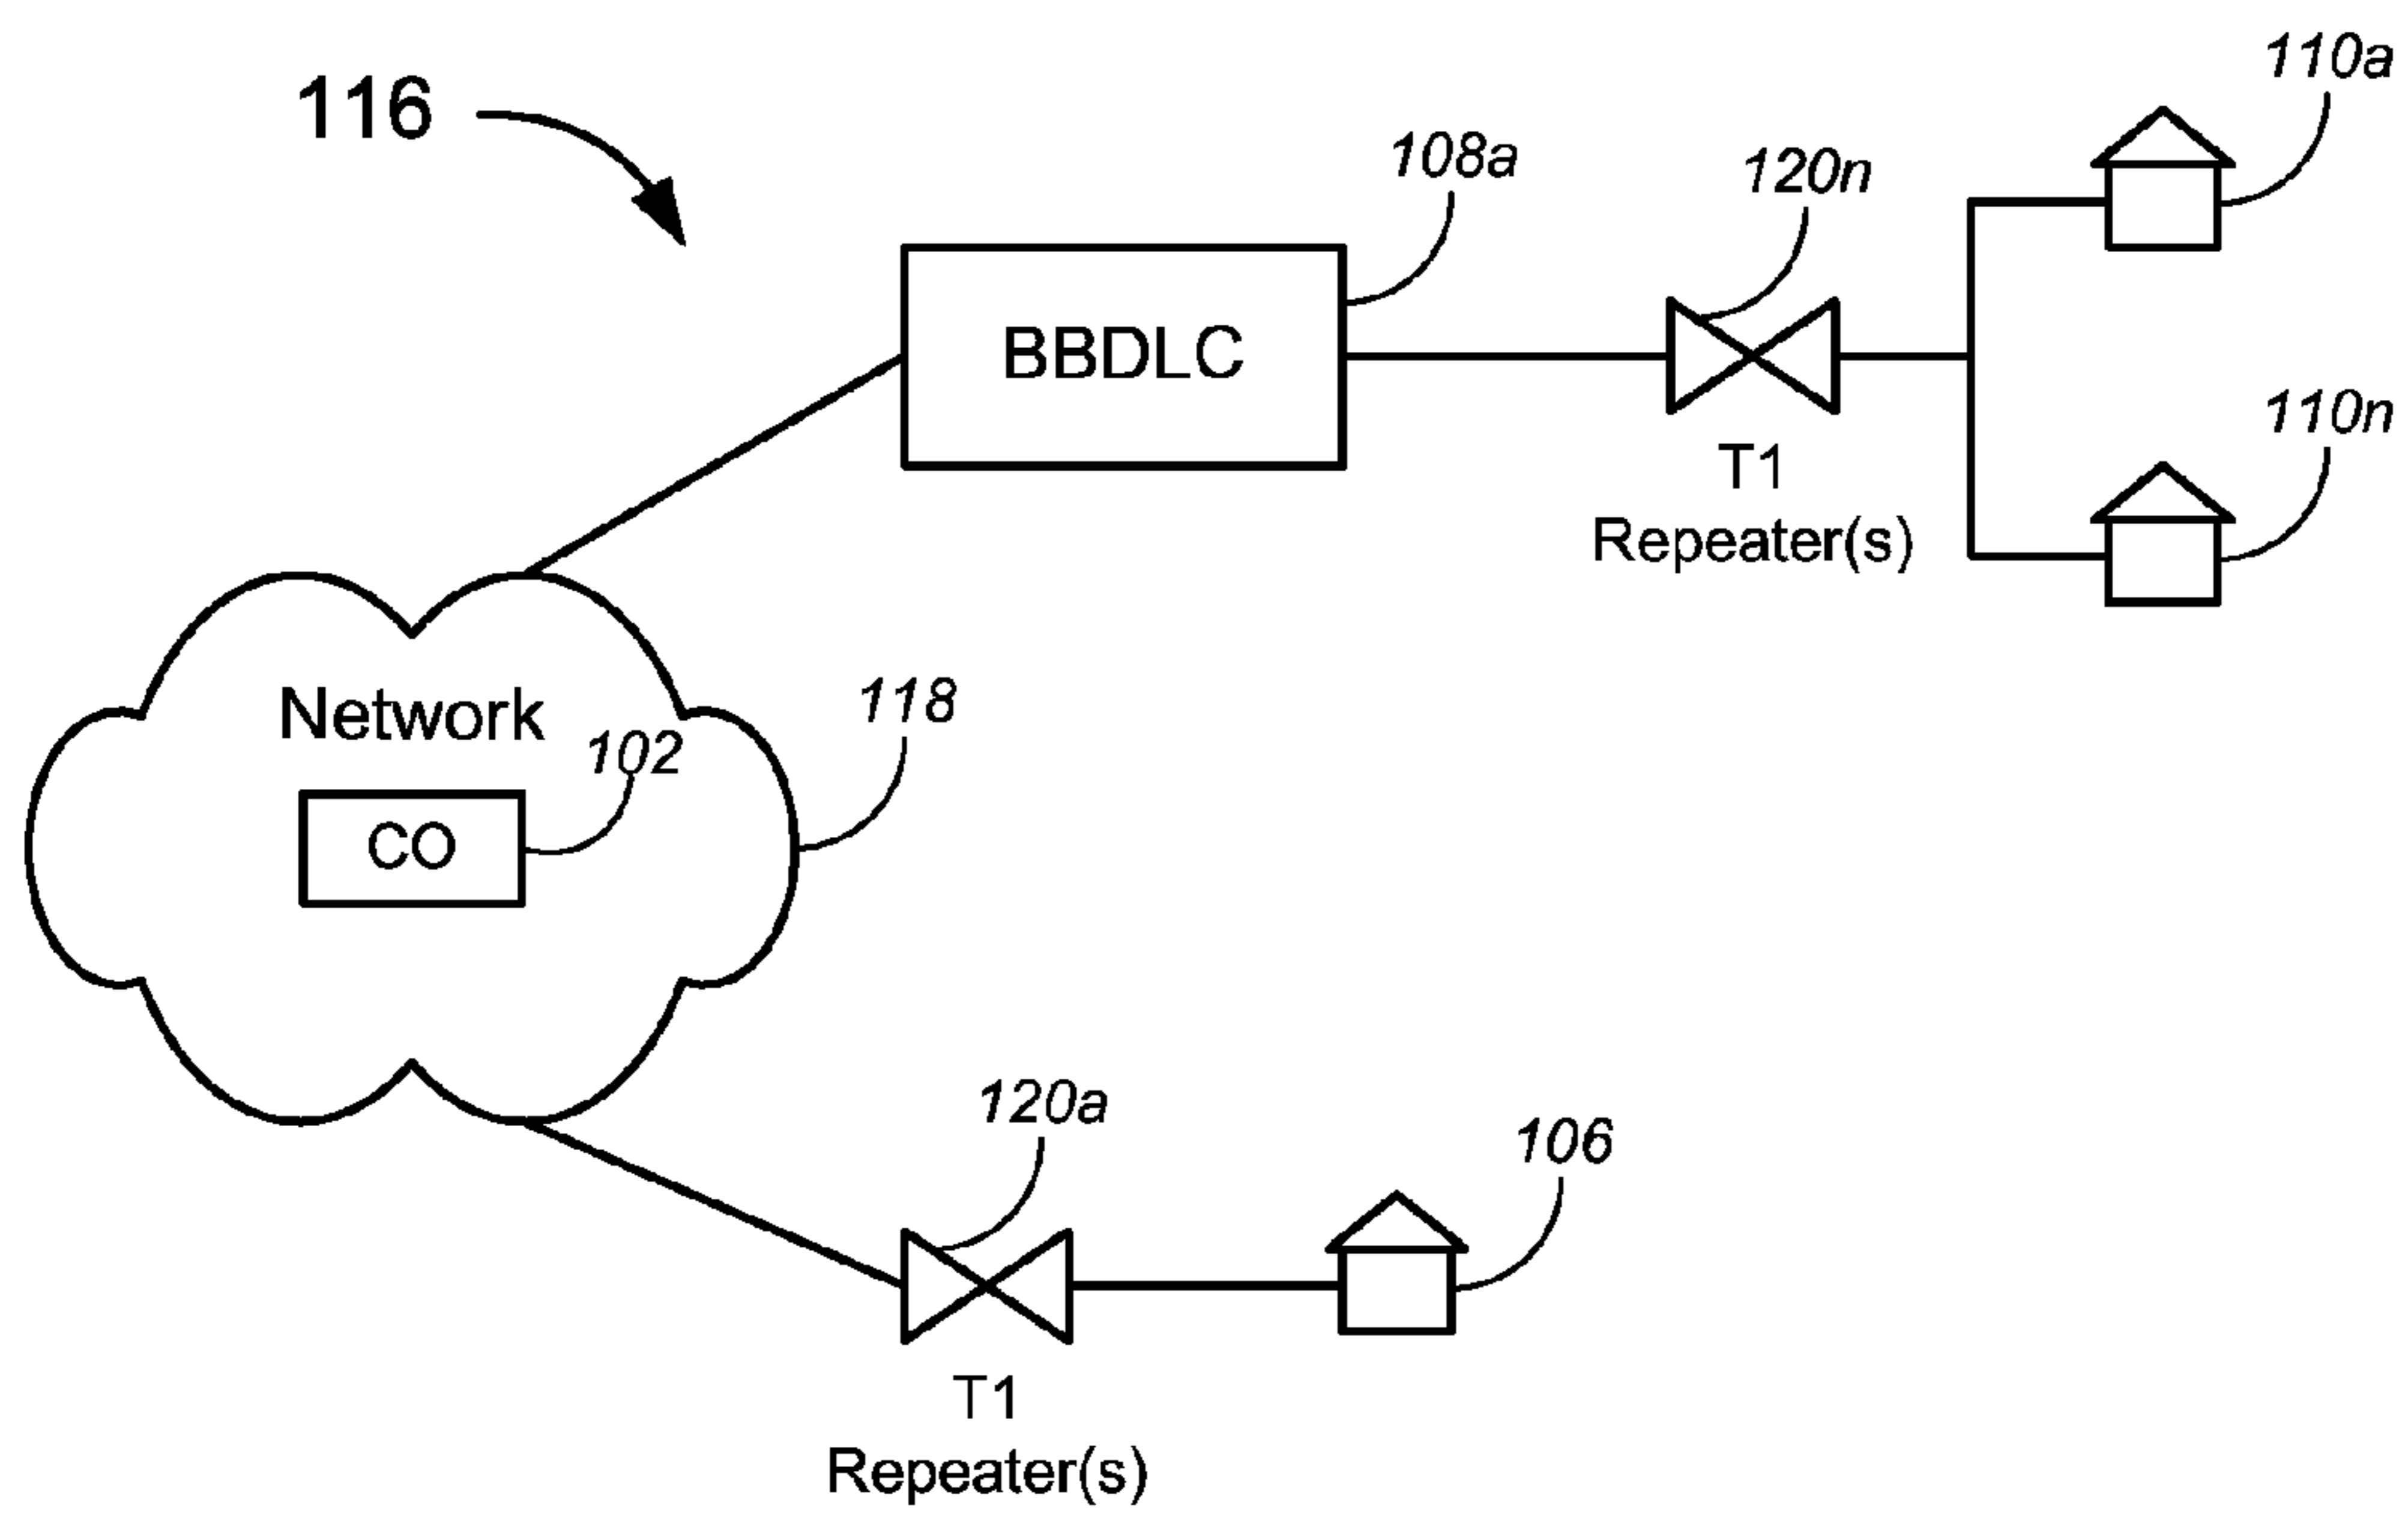 116
110a
108a
120n
BBDLC
110n
T1
Repeater(s)
Network
118
102
CO
120a
106
T1
Repeater(s)